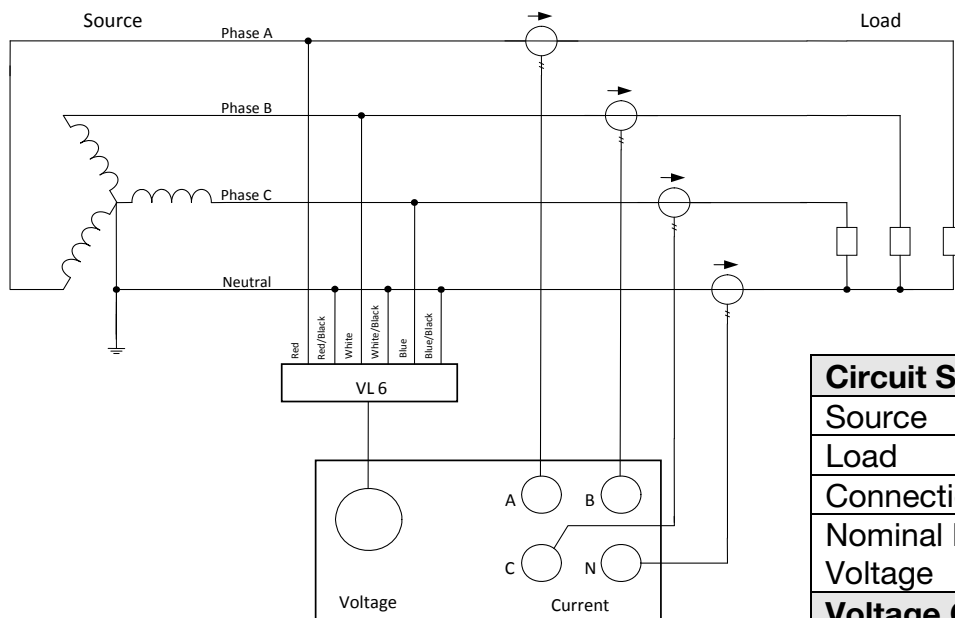 Source
Load
Phase A
Phase B
Phase C
Neutral
Red
Red/Black
White
White/Black
Blue
Blue/Black
VL 6
A
B
C
N
Voltage
Current
Circuit S
Source
Load
Connecti
Nominal
Voltage
Voltage